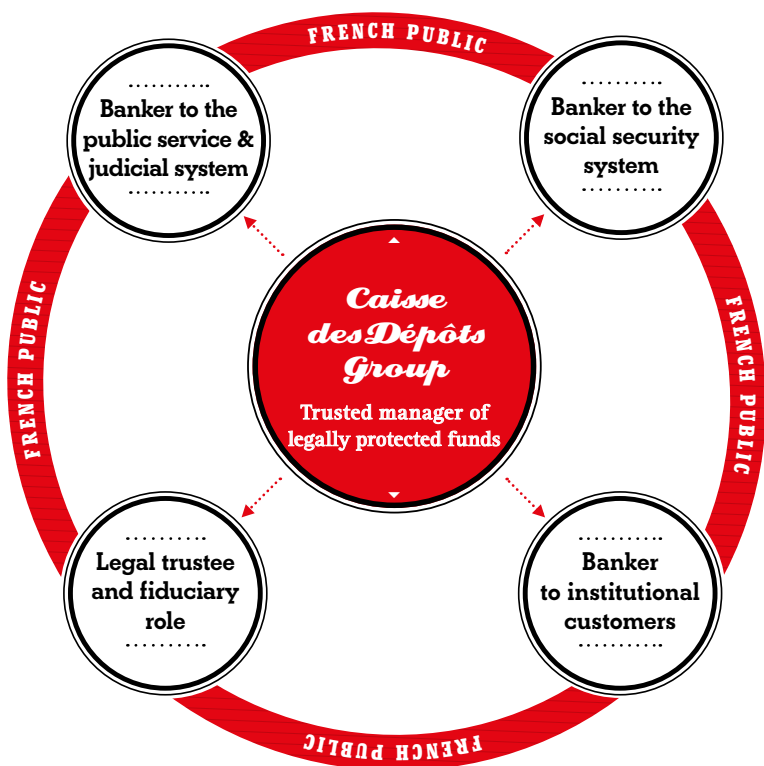 FRENCH PUBLIC
Banker to the
public service &
judicial system
Banker to the
social security
system
FRENCH PUBLIC
FRENCH PUBLIC
Caisse
des Dépôts
Group
Trusted manager of
legally protected funds
Legal trustee
and fiduciary
role
Banker
to institutional
customers
FRENCH PUBLIC